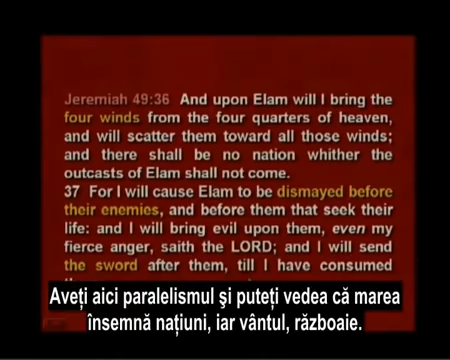 Jeremiah 49:36 And upon Elam will I bring the
four winds from the four quarters of heaven,
and will scatter them toward all those winds;
and there shall be no nation whither the
outcasts of Elam shall not come.
37 For I will cause Elam to be dismayed before
their enemies, and before them that seek their
life: and I will bring evil upon them, even my
fierce anger, saith the LORD; and I will send
the sword after them, till I have consumed
Aveți aici paralelismul şi puteți vedea că marea
însemnă națiuni, iar vântul, războaie.